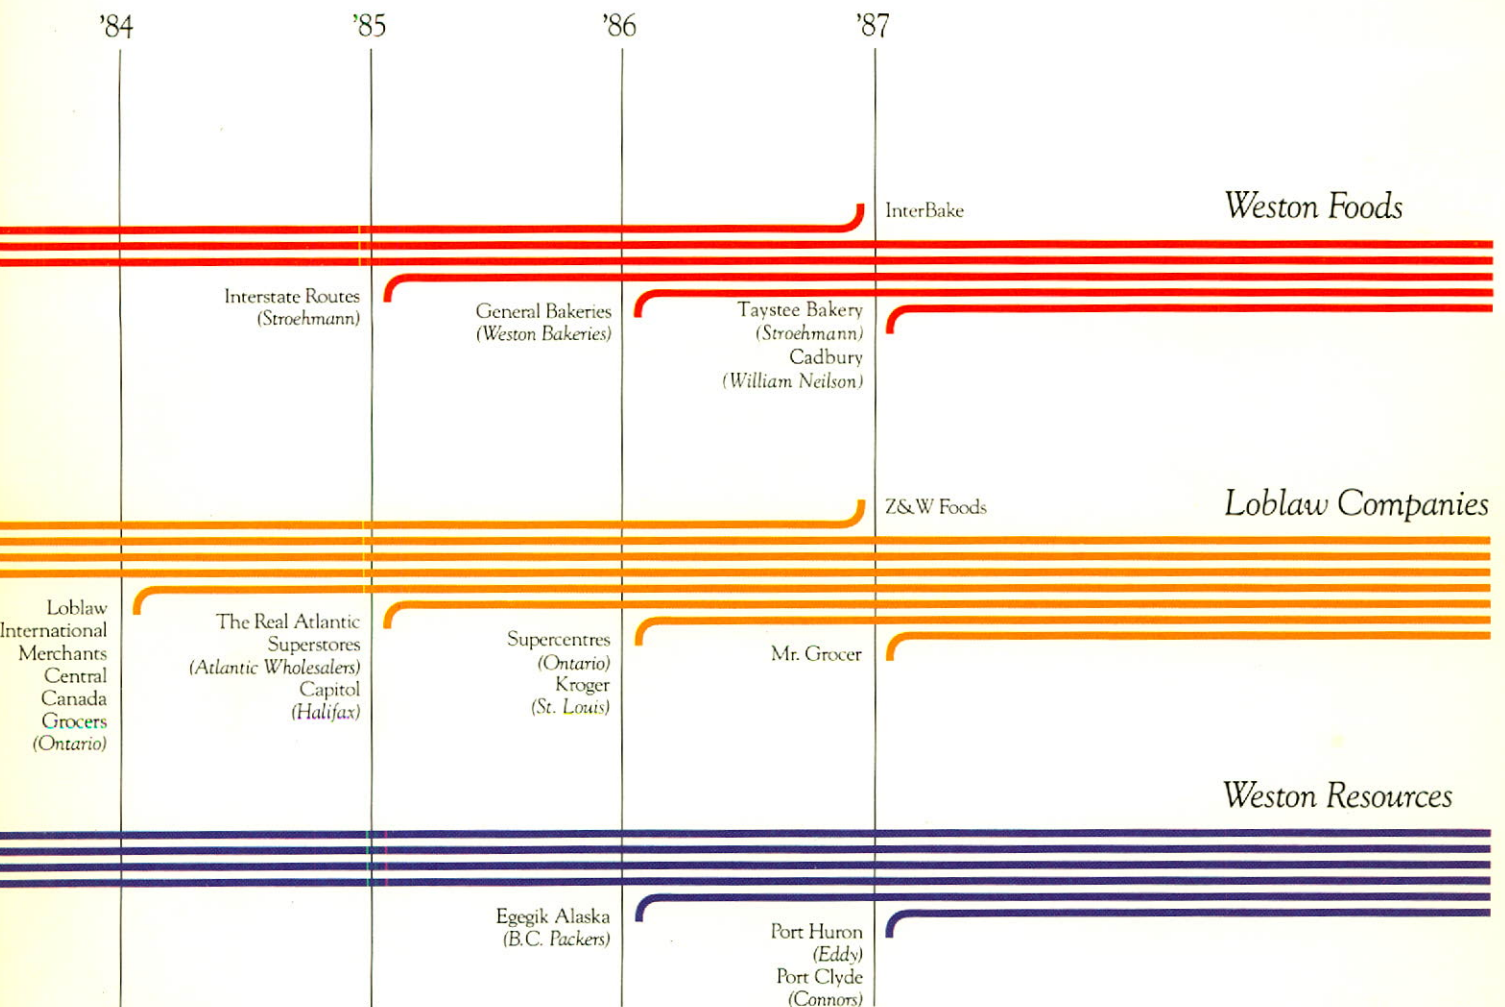 '84
'85
'86
'87
InterBake
Weston Foods
Interstate Routes
(Stroehmann)
General Bakeries
(Weston Bakeries)
Taystee Bakery
(Stroehmann)
Cadbury
(William Neilson)
Z&W Foods
Loblaw Companies
Loblaw
International
Merchants
Central
Canada
Grocers
(Ontario)
The Real Atlantic
Superstores
(Atlantic Wholesalers)
Capitol
(Halifax)
Supercentres
(Ontario)
Kroger
(St. Louis)
Mr. Grocer
Weston Resources
Egegik Alaska
(B.C. Packers)
Port Huron
(Eddy)
Port Clyde
(Connors)